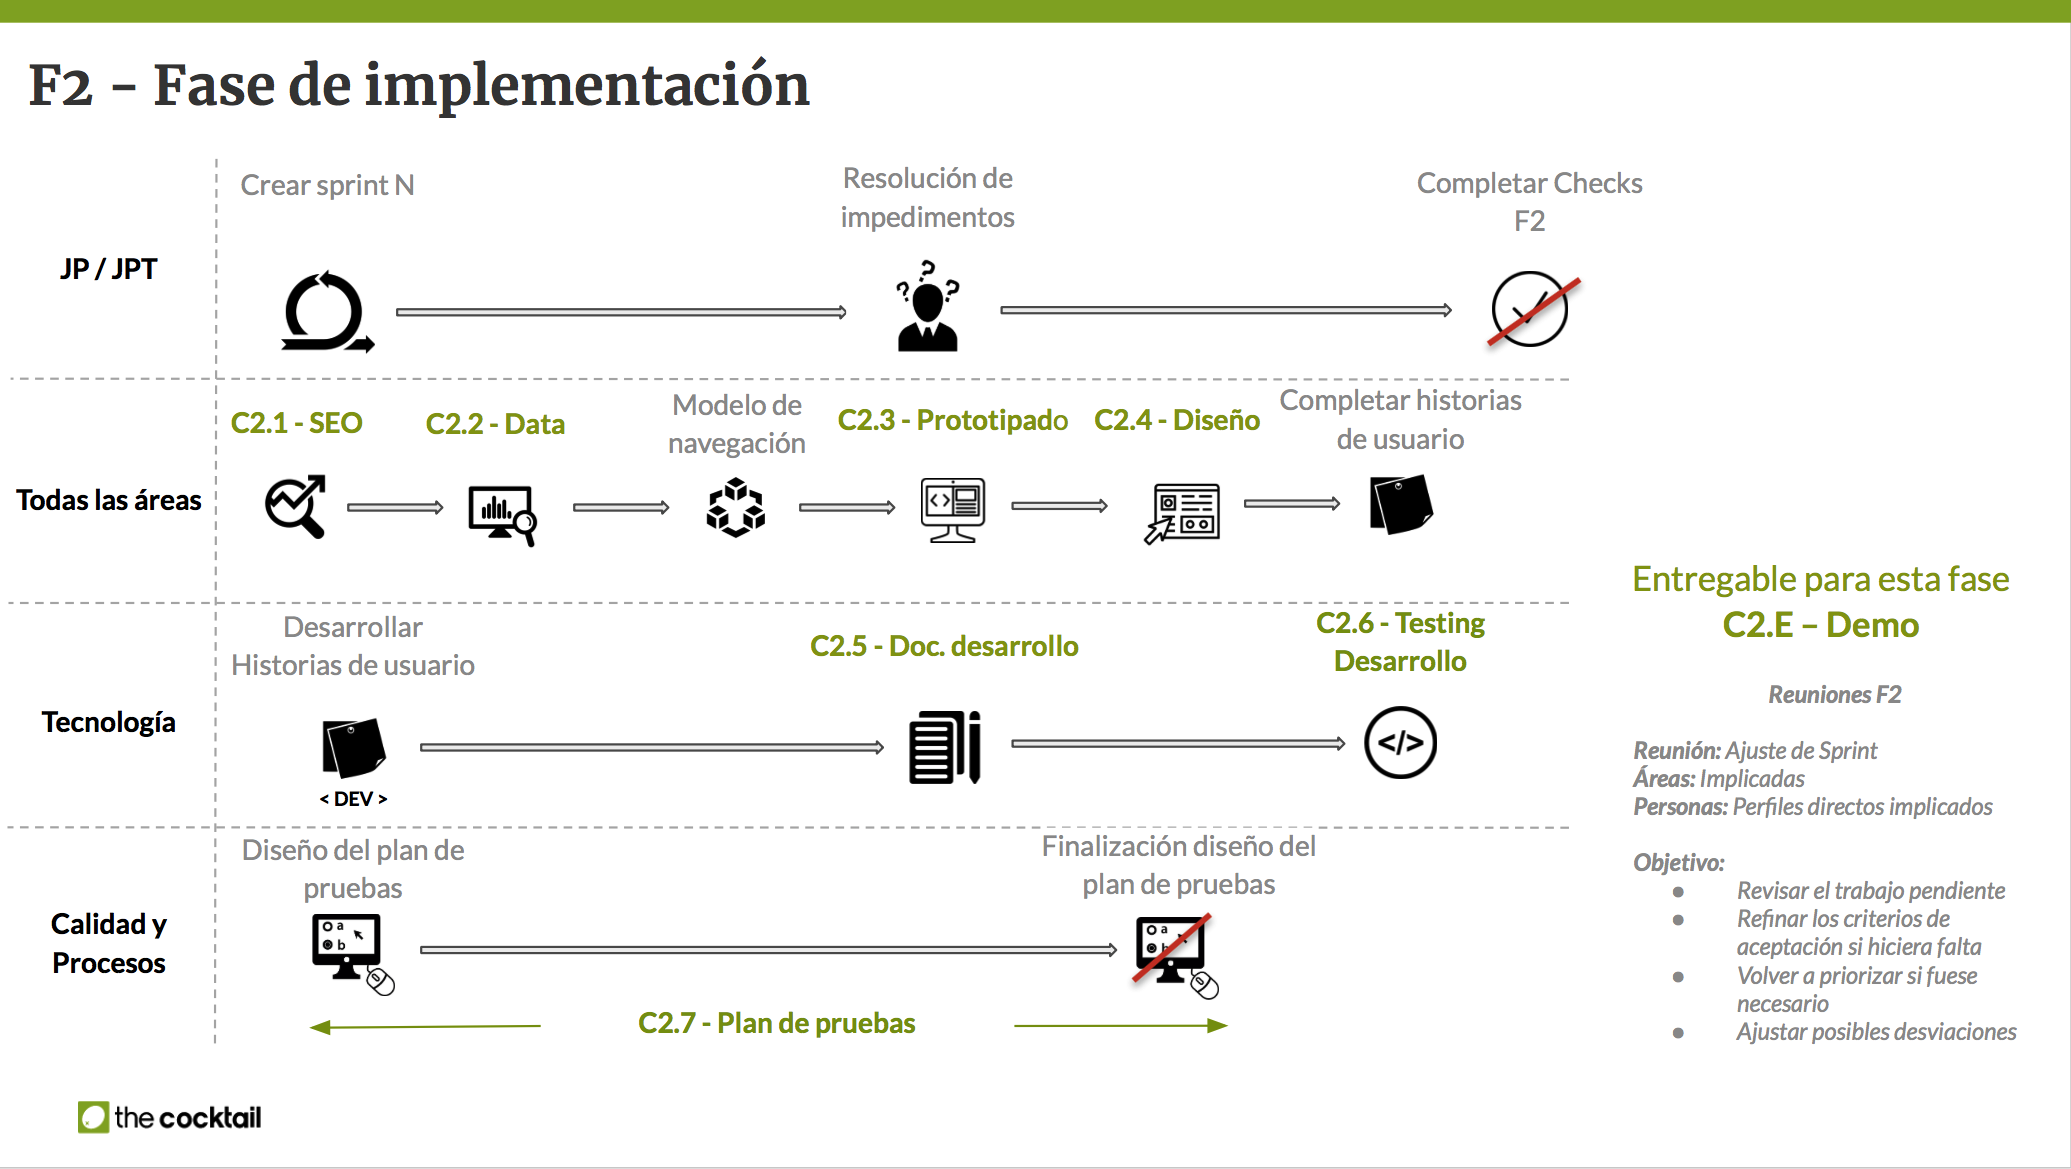 F2 - Fase de implementación
JP / JPT
Crear sprint N
Resolución de
impedimentos
Completar Checks
F2
Todas las áreas
C2.1 - SEO
C2.2 - Data
Modelo de
navegación
C2.3 - Prototipado
C2.4 - Diseño
Completar historias
de usuario
Tecnología
Desarrollar
Historias de usuario
< DEV >
C2.5 - Doc. desarrollo
C2.6 - Testing
Desarrollo
</>
Calidad y
Procesos
Diseño del plan de
pruebas
a
b
Finalización diseño del
plan de pruebas
a
b
C2.7 - Plan de pruebas
Entregable para esta fase
C2.E – Demo
Reuniones F2
Reunión: Ajuste de Sprint
Áreas: Implicadas
Personas: Perfiles directos implicados
Objetivo:
● Revisar el trabajo pendiente
● Refinar los criterios de
aceptación si hiciera falta
● Volver a priorizar si fuese
necesario
● Ajustar posibles desviaciones
the cocktail